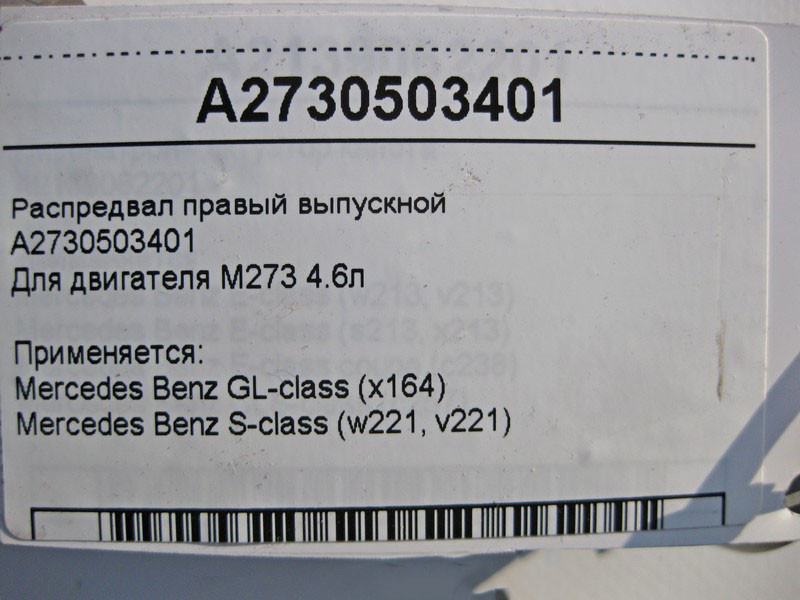 A2730503401
Распредвал правый выпускной
A2730503401
Для двигателя M273 4.6л
Применяется:
Mercedes Benz GL-class (x164)
Mercedes Benz S-class (w221, v221)